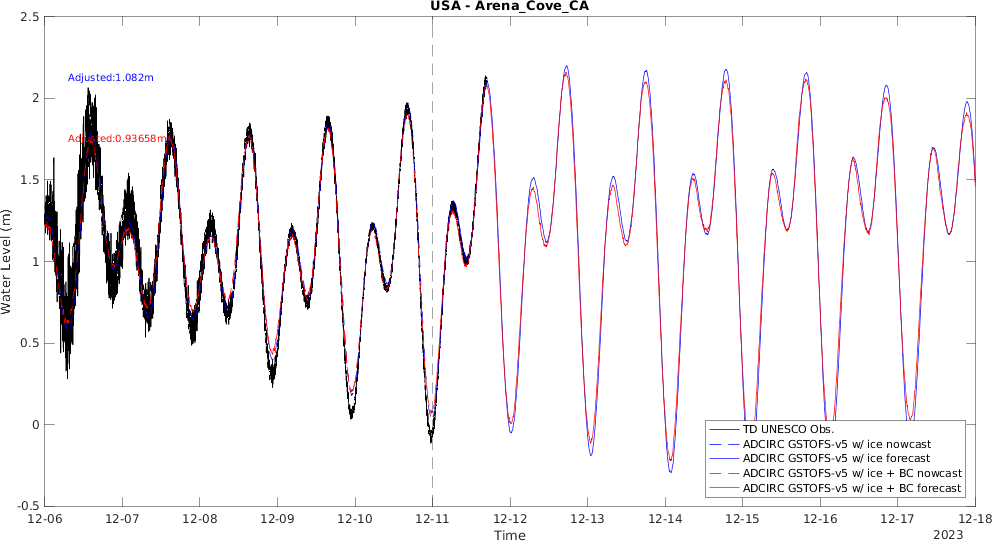 USA - Arena_Cove_CA
2.5
2
1.5
1
0.5
0
-0.5
Water Level (m)
Adjusted:1.082m
Adjusted:0.93658m
TD UNESCO Obs.
ADCIRC GSTOFS-v5 w/ ice nowcast
ADCIRC GSTOFS-v5 w/ ice forecast
ADCIRC GSTOFS-v5 w/ ice + BC nowcast
ADCIRC GSTOFS-v5 w/ ice + BC forecast
12-06 12-07 12-08 12-09 12-10 12-11 12-12 12-13 12-14 12-15 12-16 12-17 12-18
Time
2023